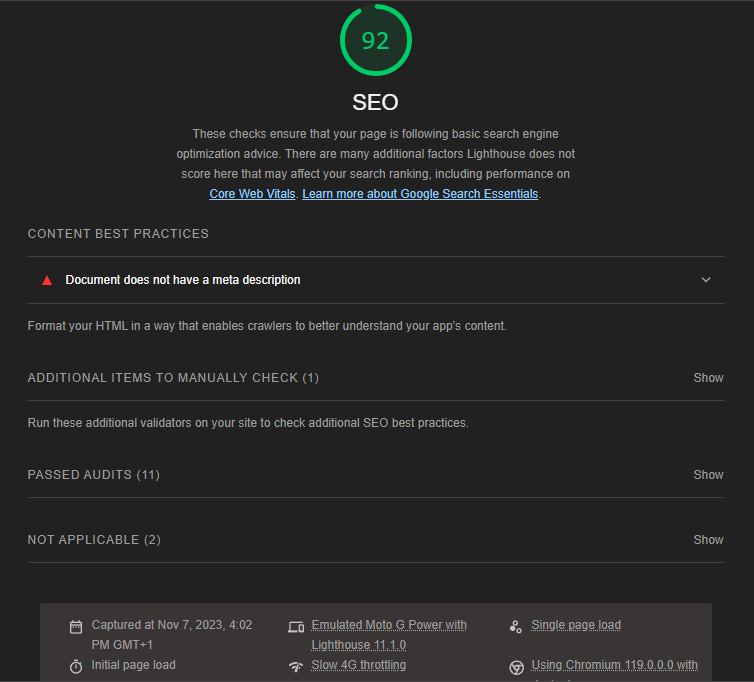 92
SEO
These checks ensure that your page is following basic search engine
optimization advice. There are many additional factors Lighthouse does not
score here that may affect your search ranking, including performance on
Core Web Vitals. Learn more about Google Search Essentials.
CONTENT BEST PRACTICES
Document does not have a meta description
Format your HTML in a way that enables crawlers to better understand your app's content.
ADDITIONAL ITEMS TO MANUALLY CHECK (1) Show
Run these additional validators on your site to check additional SEO best practices.
PASSED AUDITS (11) Show
NOT APPLICABLE (2) Show
Captured at Nov 7, 2023, 4:02
PM GMT+1
Emulated Moto G Power with
Lighthouse 11.1.0
Single page load
Initial page load
Slow 4G throttling
Using Chromium 119.0.0.0 with